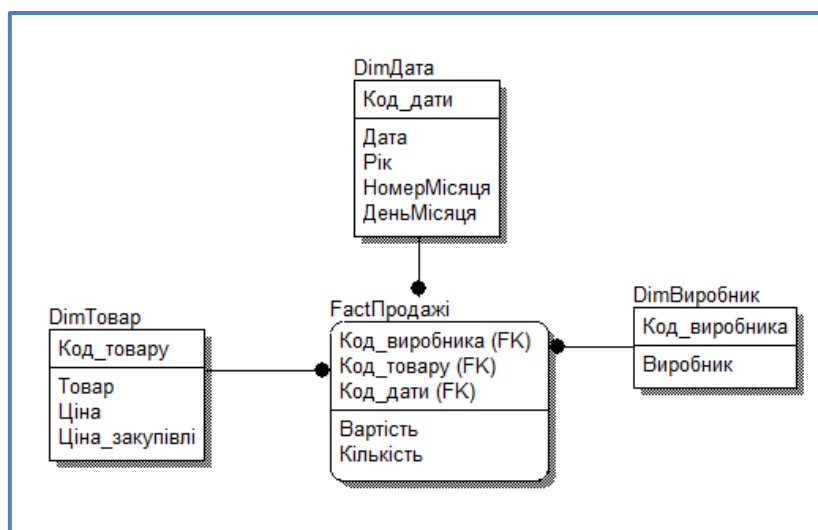 DimДата
Код_дати
Дата
Рік
НомерМісяця
ДеньМісяця
DimТовар
Код_товару
Товар
Ціна
Ціна_закупівлі
FactПродажі
Код_виробника (FK)
Код_товару (FK)
Код_дати (FK)
Вартість
Кількість
DimВиробник
Код_виробника
Виробник